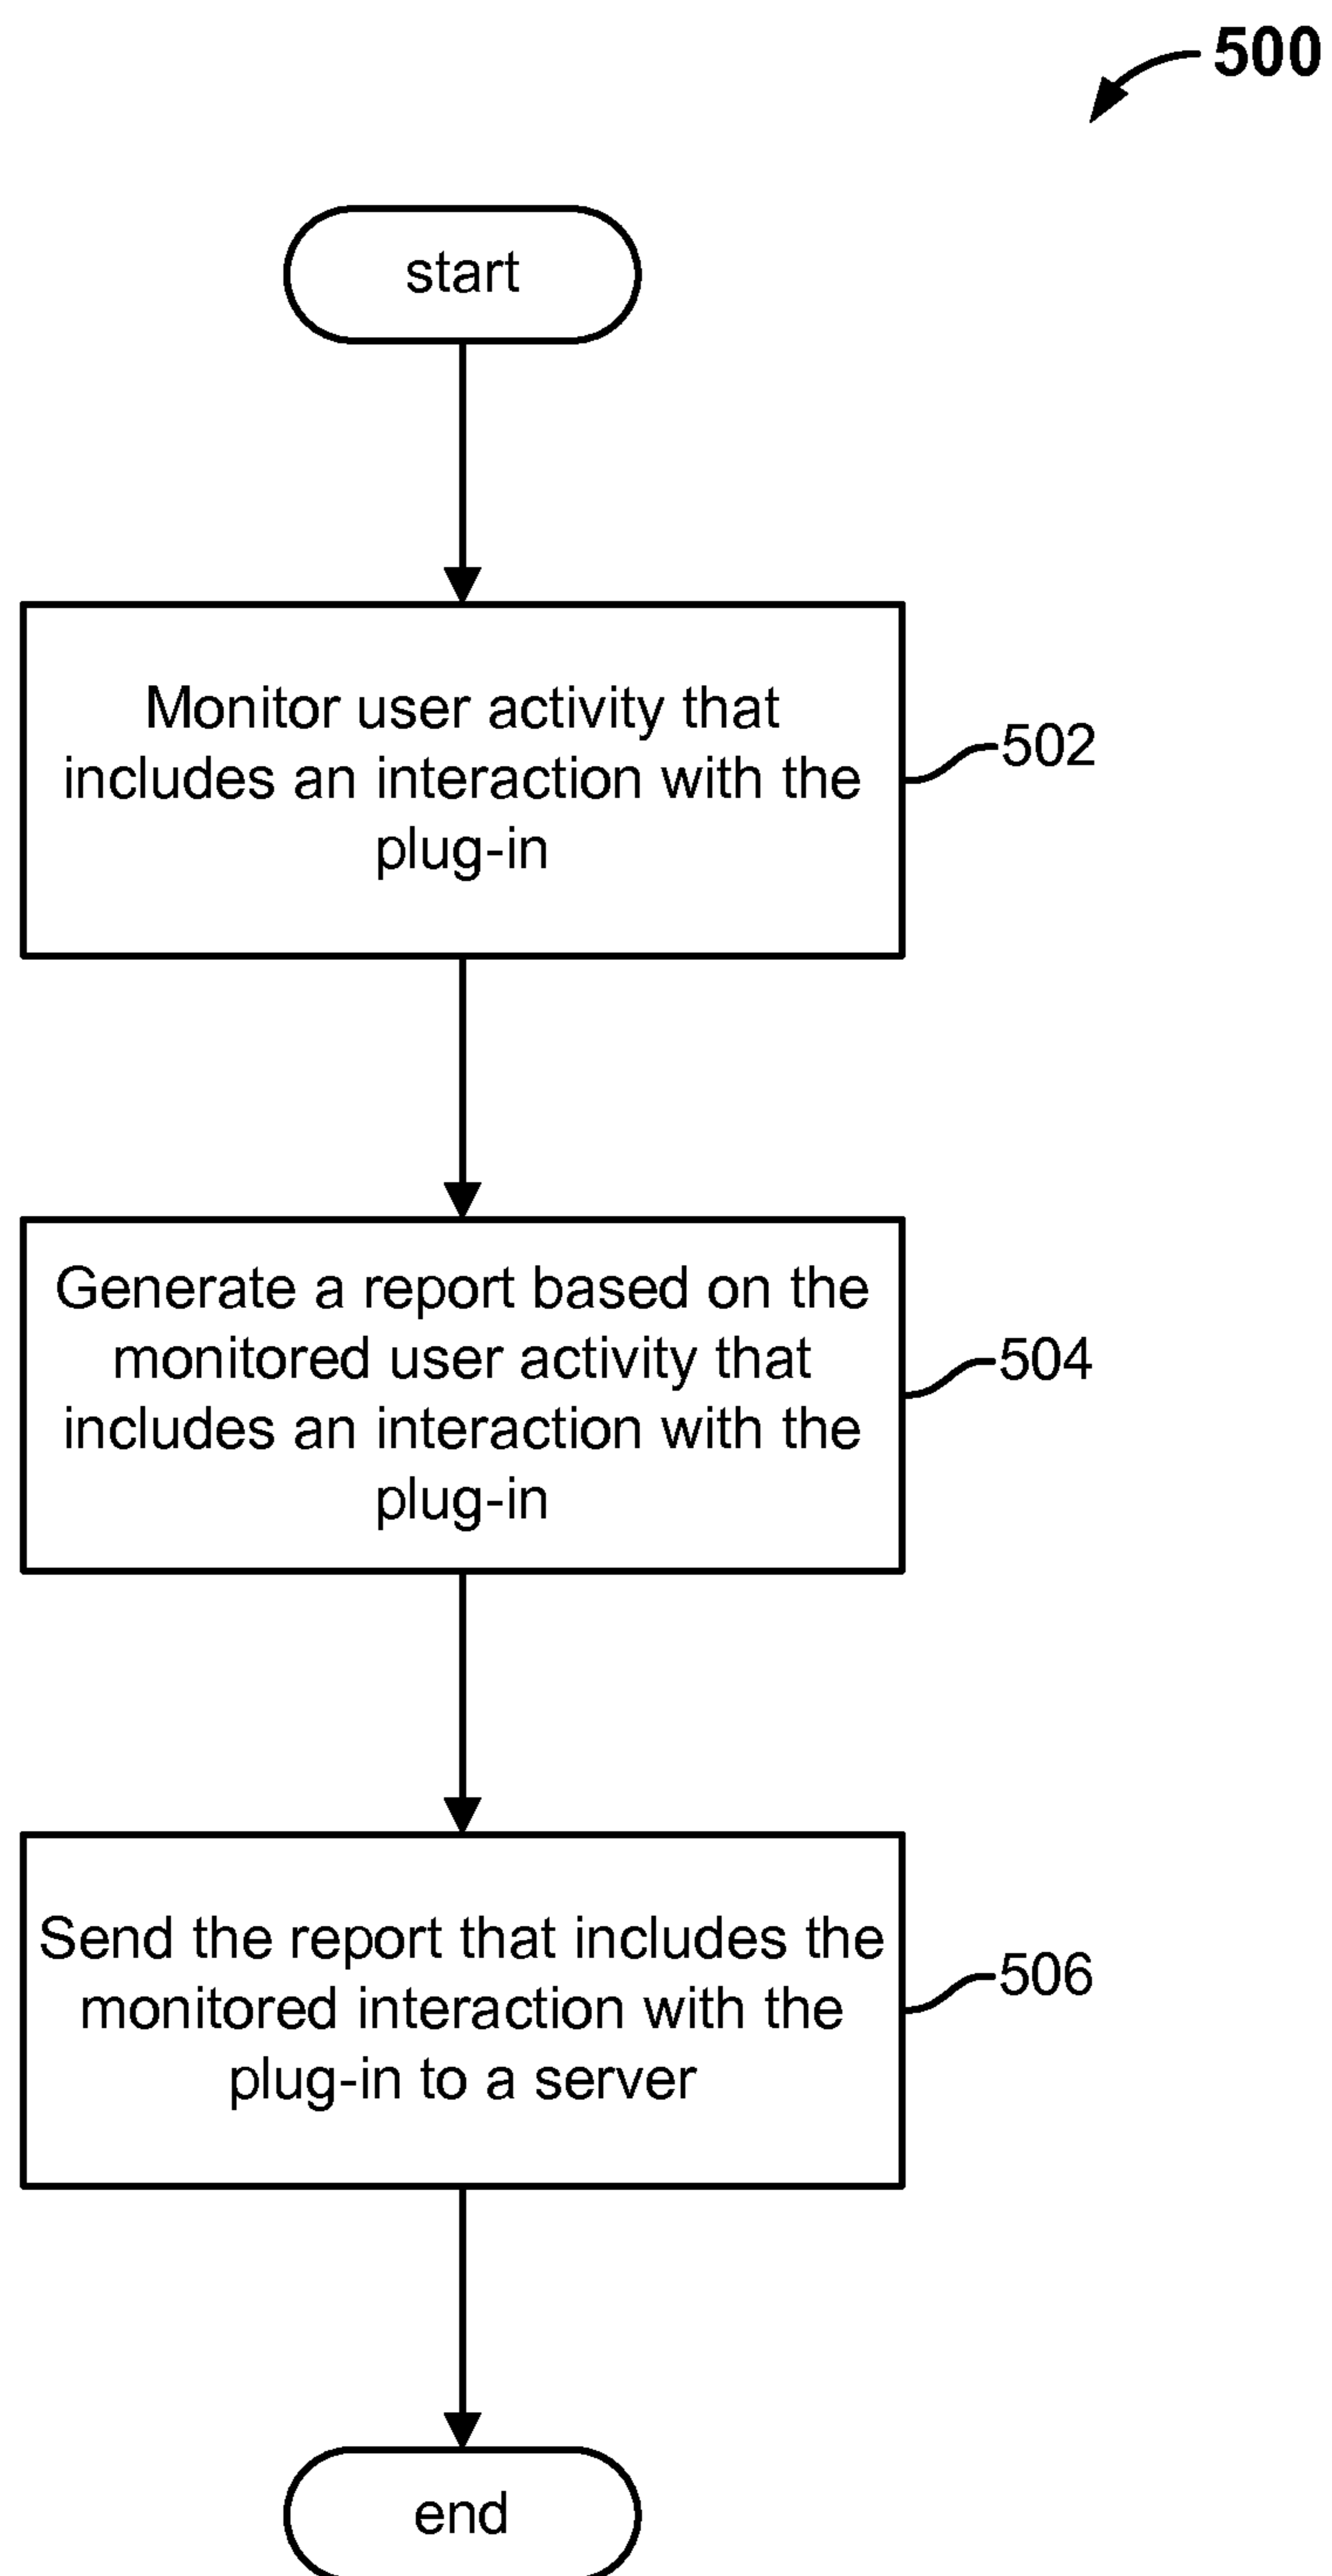 500
start
Monitor user activity that
includes an interaction with the
plug-in
502
Generate a report based on the
monitored user activity that
includes an interaction with the
plug-in
504
Send the report that includes the
monitored interaction with the
plug-in to a server
506
end